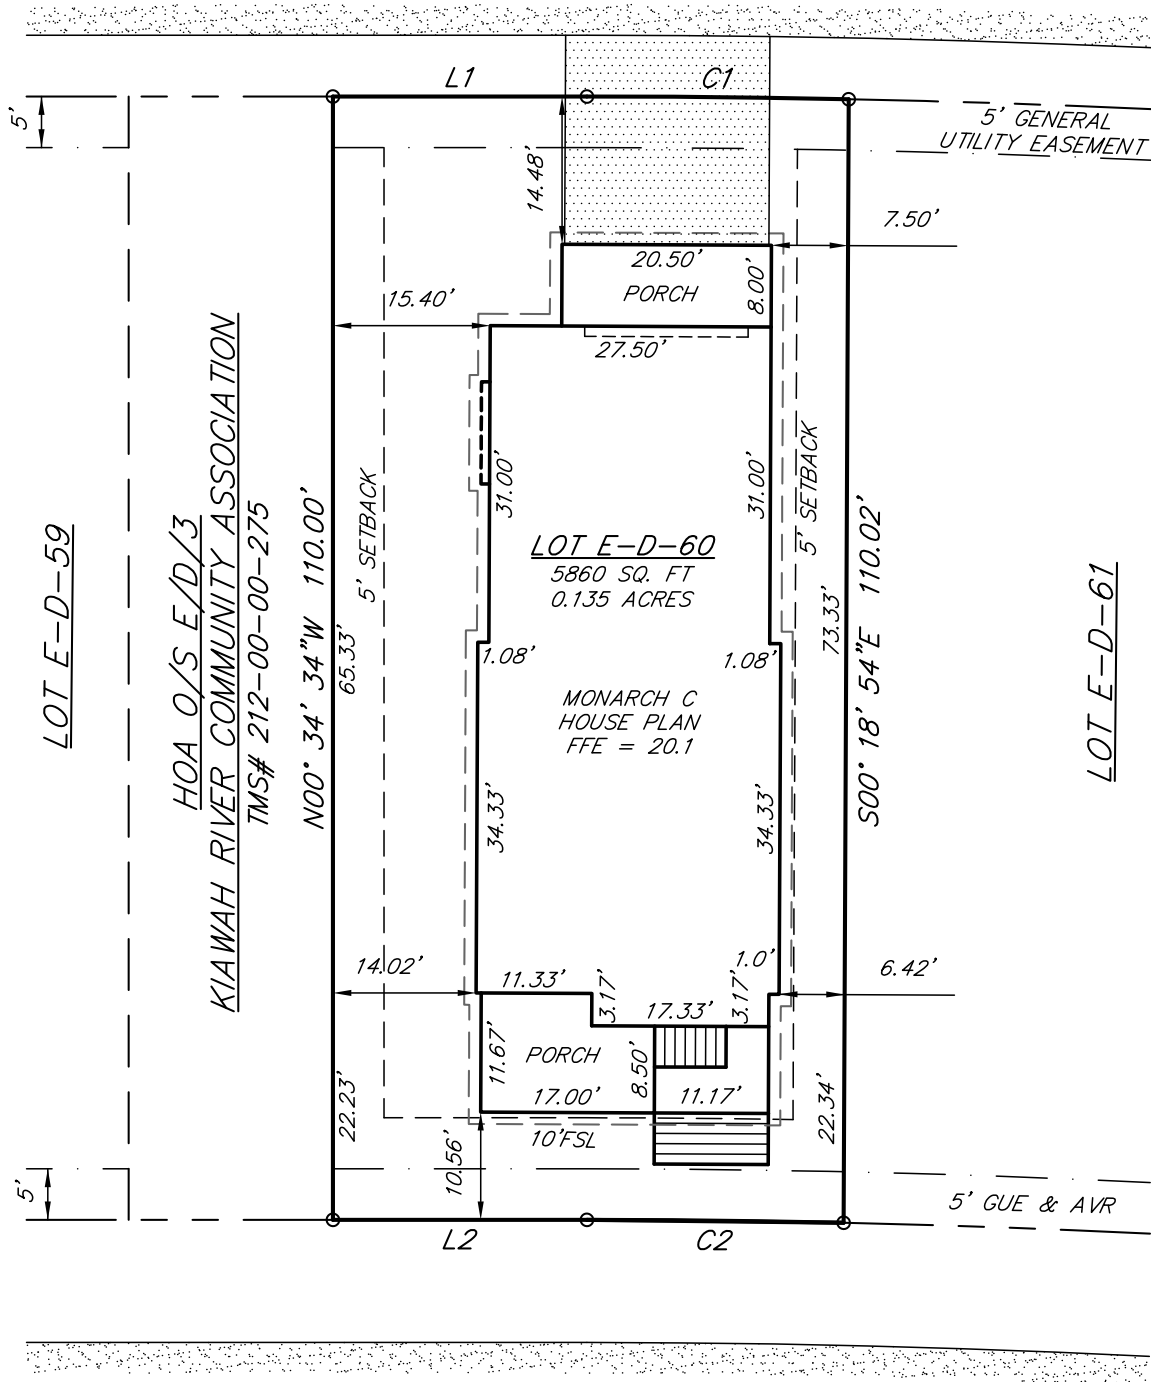 L1
C1
5'
5' GENERAL
UTILITY EASEMENT
14.48'
7.50'
20.50'
8.00'
PORCH
15.40'
27.50'
31.00'
31.00'
5' SETBACK
5' SETBACK
LOT E-D-59
HOA O/S E/D/3
KIAWAH RIVER COMMUNITY ASSOCIATION
TMS# 212-00-00-275
N00° 34' 34"W 110.00'
65.33'
LOT E-D-60
5860 SQ. FT
0.135 ACRES
73.33'
S00° 18' 54"E 110.02'
LOT E-D-61
1.08'
1.08'
MONARCH C
HOUSE PLAN
FFE = 20.1
34.33'
34.33'
14.02'
11.33'
3.17'
17.33'
3.17'
1.0'
6.42'
11.67'
PORCH
8.50'
17.00'
11.17'
22.23'
22.34'
10.56'
10'FSL
5'
5' GUE & AVR
L2
C2